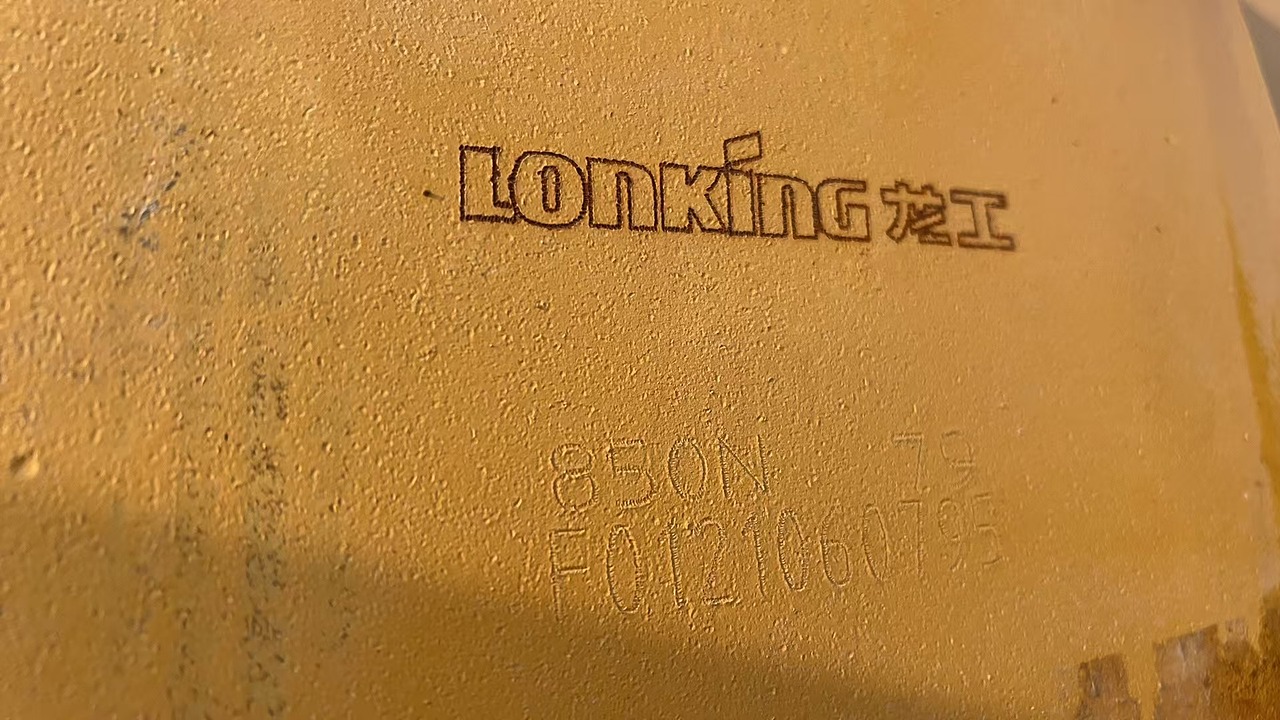 LONKING 龙工
850N 79
F0121060795